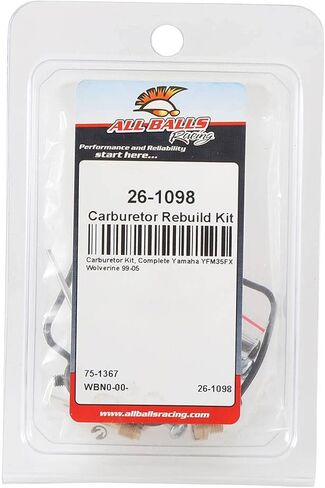 ALL BALLS
Racing
Performance and Reliability
start here...
26-1098
Carburetor Rebuild Kit
Carburetor Kit, Complete Yamaha YFM35FX
Wolverine 99-05
75-1367
WBN0-00- 26-1098
www.allballsracing.com